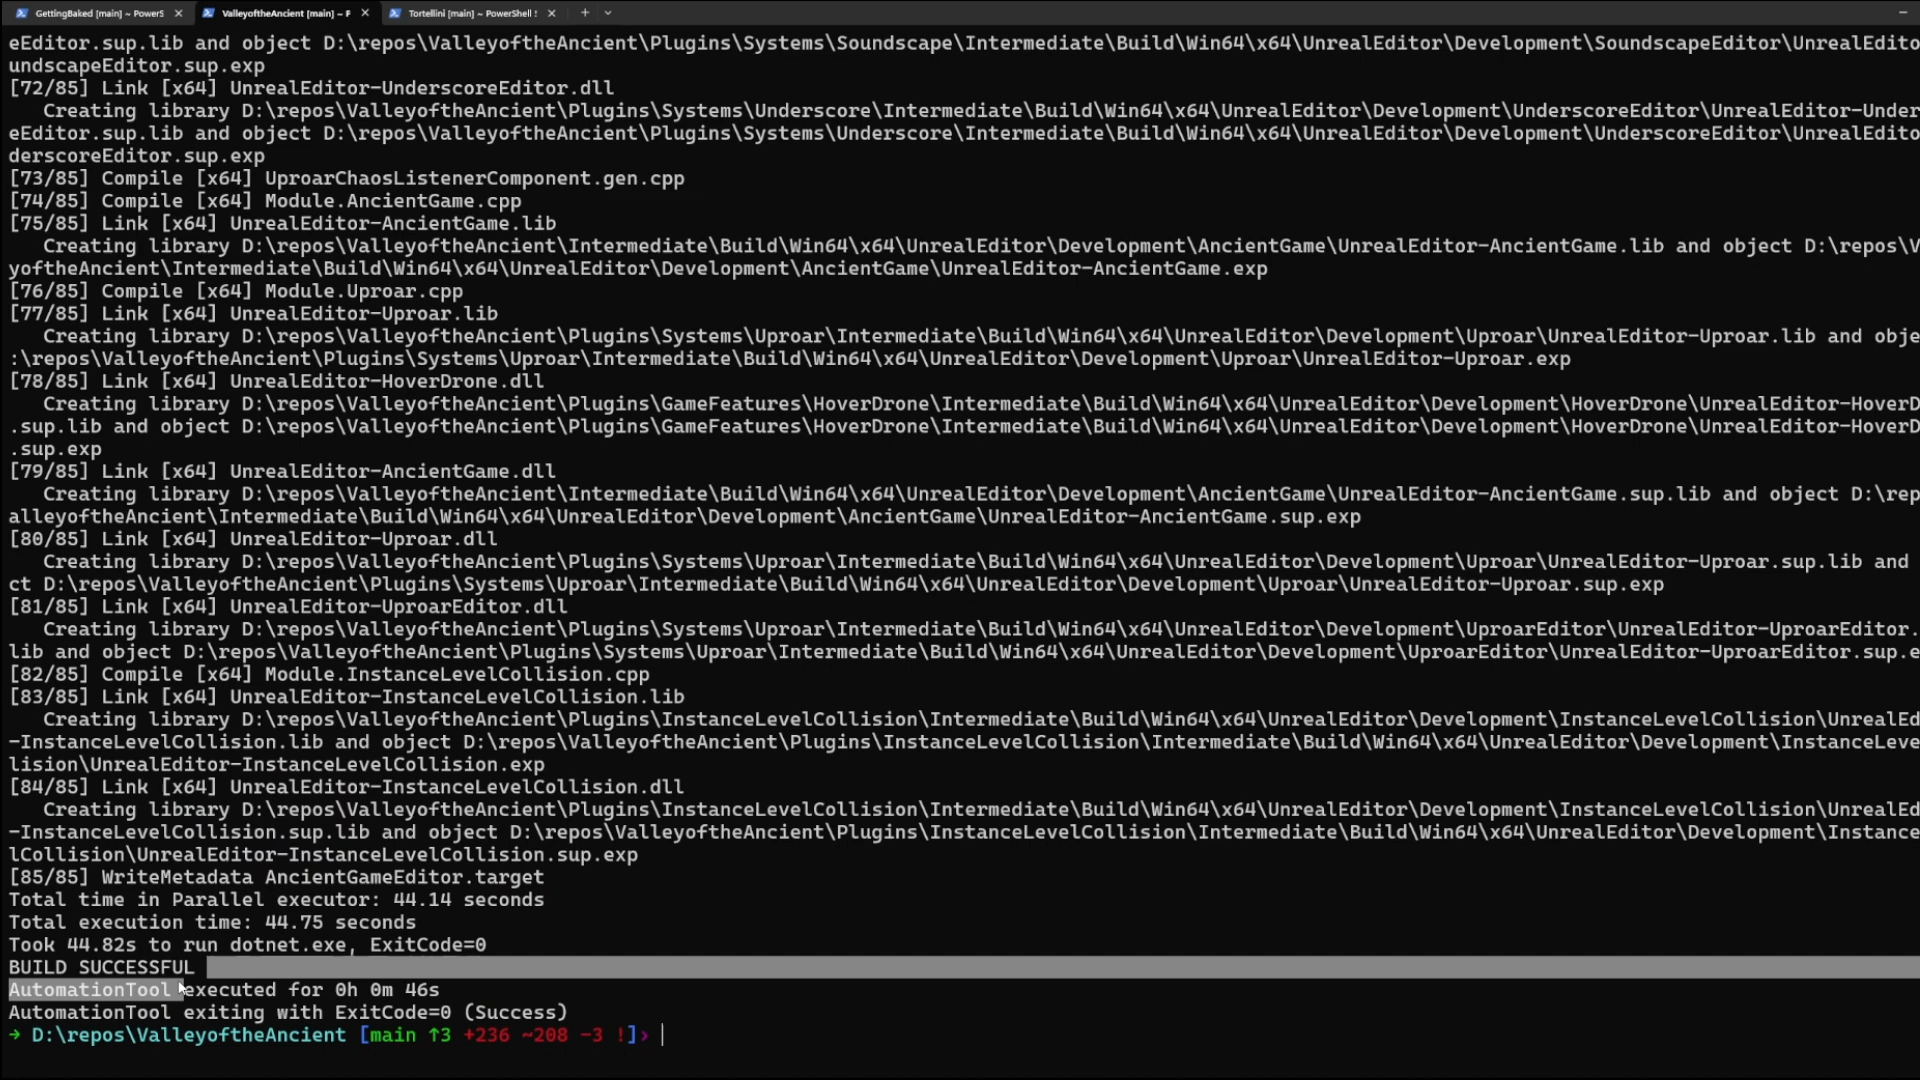 GettingBaked [main] ~ PowerS
ValleyoftheAncient [main] ~ P
Tortellini [main] ~ PowerShell
eEditor.sup.lib and object D:\repos\ValleyoftheAncient\Plugins\Systems\Soundscape\Intermediate\Build\Win64\x64\UnrealEditor\Development\SoundscapeEditor\UnrealEdito
undscapeEditor.sup.exp
[72/85] Link [x64] UnrealEditor-UnderscoreEditor.dll
Creating library D:\repos\ValleyoftheAncient\Plugins\Systems\Underscore\Intermediate\Build\Win64\x64\UnrealEditor\Development\UnderscoreEditor\UnrealEditor-Under
eEditor.sup.lib and object D:\repos\ValleyoftheAncient\Plugins\Systems\Underscore\Intermediate\Build\Win64\x64\UnrealEditor\Development\UnderscoreEditor\UnrealEdito
derscoreEditor.sup.exp
[73/85] Compile [x64] UproarChaosListenerComponent.gen.cpp
[74/85] Compile [x64] Module.AncientGame.cpp
[75/85] Link [x64] UnrealEditor-AncientGame.lib
Creating library D:\repos\ValleyoftheAncient\Intermediate\Build\Win64\x64\UnrealEditor\Development\AncientGame\UnrealEditor-AncientGame.lib and object D:\repos\V
yoftheAncient\Intermediate\Build\Win64\x64\UnrealEditor\Development\AncientGame\UnrealEditor-AncientGame.exp
[76/85] Compile [x64] Module.Uproar.cpp
[77/85] Link [x64] UnrealEditor-Uproar.lib
Creating library D:\repos\ValleyoftheAncient\Plugins\Systems\Uproar\Intermediate\Build\Win64\x64\UnrealEditor\Development\Uproar\UnrealEditor-Uproar.lib and obje
:\repos\ValleyoftheAncient\Plugins\Systems\Uproar\Intermediate\Build\Win64\x64\UnrealEditor\Development\Uproar\UnrealEditor-Uproar.exp
[78/85] Link [x64] UnrealEditor-HoverDrone.dll
Creating library D:\repos\ValleyoftheAncient\Plugins\GameFeatures\HoverDrone\Intermediate\Build\Win64\x64\UnrealEditor\Development\HoverDrone\UnrealEditor-HoverD
.sup.lib and object D:\repos\ValleyoftheAncient\Plugins\GameFeatures\HoverDrone\Intermediate\Build\Win64\x64\UnrealEditor\Development\HoverDrone\UnrealEditor-HoverD
.sup.exp
[79/85] Link [x64] UnrealEditor-AncientGame.dll
Creating library D:\repos\ValleyoftheAncient\Intermediate\Build\Win64\x64\UnrealEditor\Development\AncientGame\UnrealEditor-AncientGame.sup.lib and object D:\rep
alleyoftheAncient\Intermediate\Build\Win64\x64\UnrealEditor\Development\AncientGame\UnrealEditor-AncientGame.sup.exp
[80/85] Link [x64] UnrealEditor-Uproar.dll
Creating library D:\repos\ValleyoftheAncient\Plugins\Systems\Uproar\Intermediate\Build\Win64\x64\UnrealEditor\Development\Uproar\UnrealEditor-Uproar.sup.lib and
ct D:\repos\ValleyoftheAncient\Plugins\Systems\Uproar\Intermediate\Build\Win64\x64\UnrealEditor\Development\Uproar\UnrealEditor-Uproar.sup.exp
[81/85] Link [x64] UnrealEditor-UproarEditor.dll
Creating library D:\repos\ValleyoftheAncient\Plugins\Systems\Uproar\Intermediate\Build\Win64\x64\UnrealEditor\Development\UproarEditor\UnrealEditor-UproarEditor.
lib and object D:\repos\ValleyoftheAncient\Plugins\Systems\Uproar\Intermediate\Build\Win64\x64\UnrealEditor\Development\UproarEditor\UnrealEditor-UproarEditor.sup.e
[82/85] Compile [x64] Module.InstanceLevelCollision.cpp
[83/85] Link [x64] UnrealEditor-InstanceLevelCollision.lib
Creating library D:\repos\ValleyoftheAncient\Plugins\InstanceLevelCollision\Intermediate\Build\Win64\x64\UnrealEditor\Development\InstanceLevelCollision\UnrealEd
-InstanceLevelCollision.lib and object D:\repos\ValleyoftheAncient\Plugins\InstanceLevelCollision\Intermediate\Build\Win64\x64\UnrealEditor\Development\InstanceLeve
lision\UnrealEditor-InstanceLevelCollision.exp
[84/85] Link [x64] UnrealEditor-InstanceLevelCollision.dll
Creating library D:\repos\ValleyoftheAncient\Plugins\InstanceLevelCollision\Intermediate\Build\Win64\x64\UnrealEditor\Development\InstanceLevelCollision\UnrealEd
-InstanceLevelCollision.sup.lib and object D:\repos\ValleyoftheAncient\Plugins\InstanceLevelCollision\Intermediate\Build\Win64\x64\UnrealEditor\Development\Instance
lCollision\UnrealEditor-InstanceLevelCollision.sup.exp
[85/85] WriteMetadata AncientGameEditor.target
Total time in Parallel executor: 44.14 seconds
Total execution time: 44.75 seconds
Took 44.82s to run dotnet.exe, ExitCode=0
BUILD SUCCESSFUL
AutomationTool executed for 0h 0m 46s
AutomationTool exiting with ExitCode=0 (Success)
→ D:\repos\ValleyoftheAncient [main ↑3 +236 ~208 -3 !]›